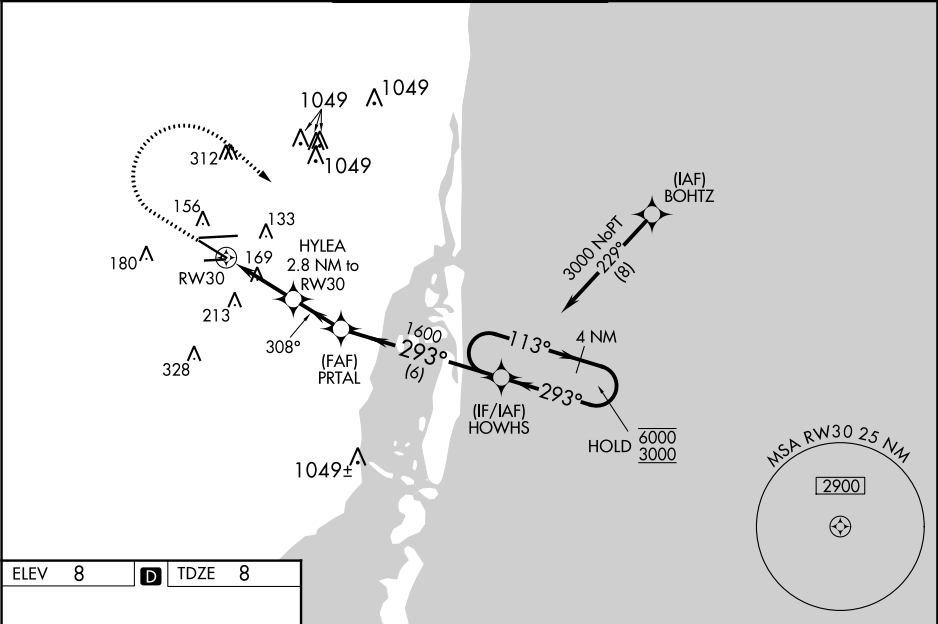 1049
1049
312
1049
(IAF)
BOHTZ
3000 NoPT
229°
(8)
156
133
180
RW30
169
HYLEA
2.8 NM to
RW30
213
308°
328
(FAF)
PRTAL
1600
293°
(6)
113°
4 NM
293°
(IF/IAF)
HOWHS
HOLD 6000
3000
1049±
MSA RW30 25 NM
2900
ELEV 8 D TDZE 8